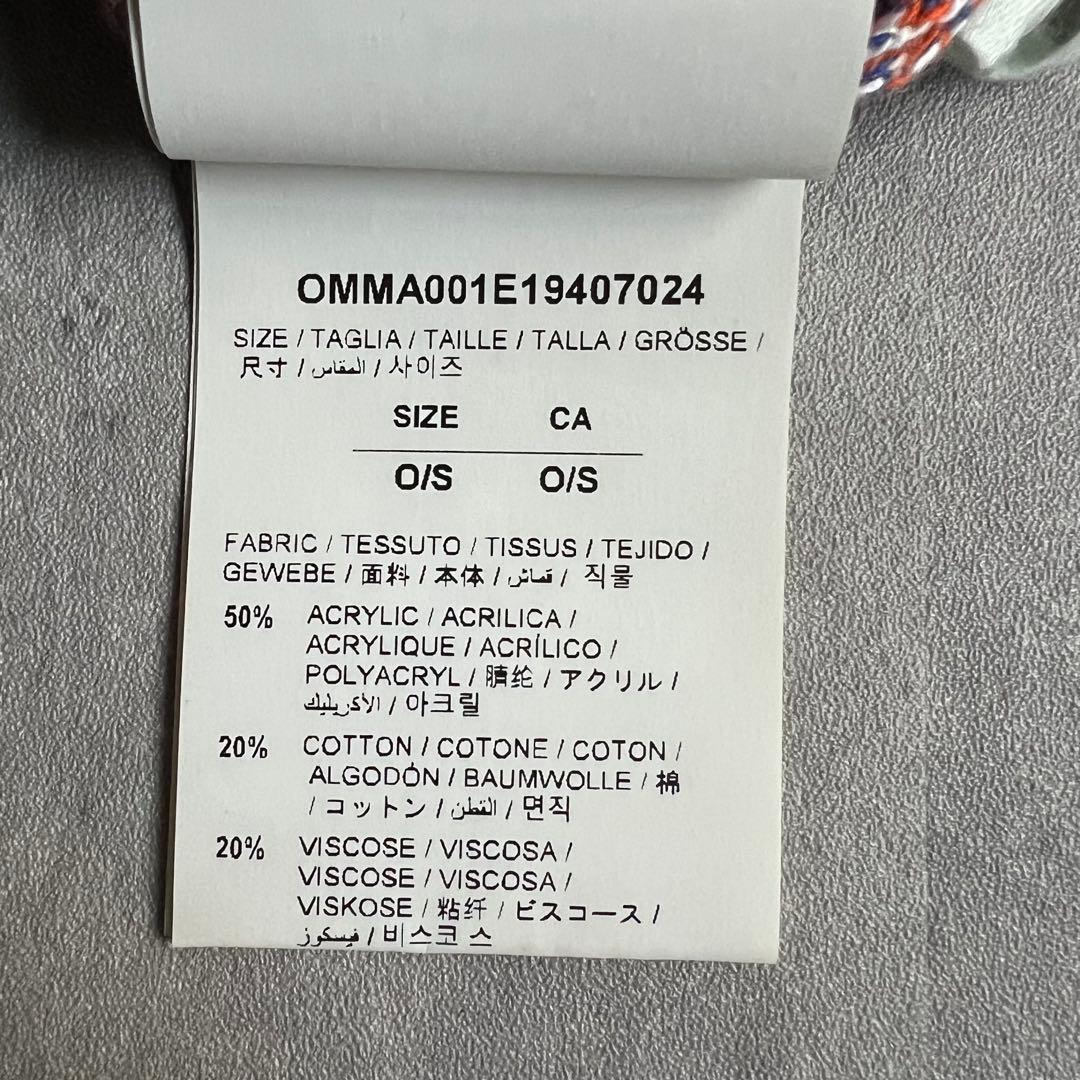 OMMA001E19407024
SIZE / TAGLIA / TAILLE / TALLA / GRÖSSE /
尺寸 / المقاس / 사이즈
SIZE CA
O/S O/S
FABRIC / TESSUTO / TISSUS / TEJIDO /
GEWEBE / 面料 / 本体 / قماش / 직물
50% ACRYLIC / ACRILICA /
ACRYLIQUE / ACRÍLICO /
POLYACRYL / 腈纶 / アクリル /
الأكريليك / 아크릴
20% COTTON / COTONE / COTON /
ALGODÓN / BAUMWOLLE / 棉
/ コットン / القطن / 면직
20% VISCOSE / VISCOSA /
VISCOSE / VISCOSA /
VISKOSE / 粘纤 / ビスコース /
فيسكوز / 비스코 스